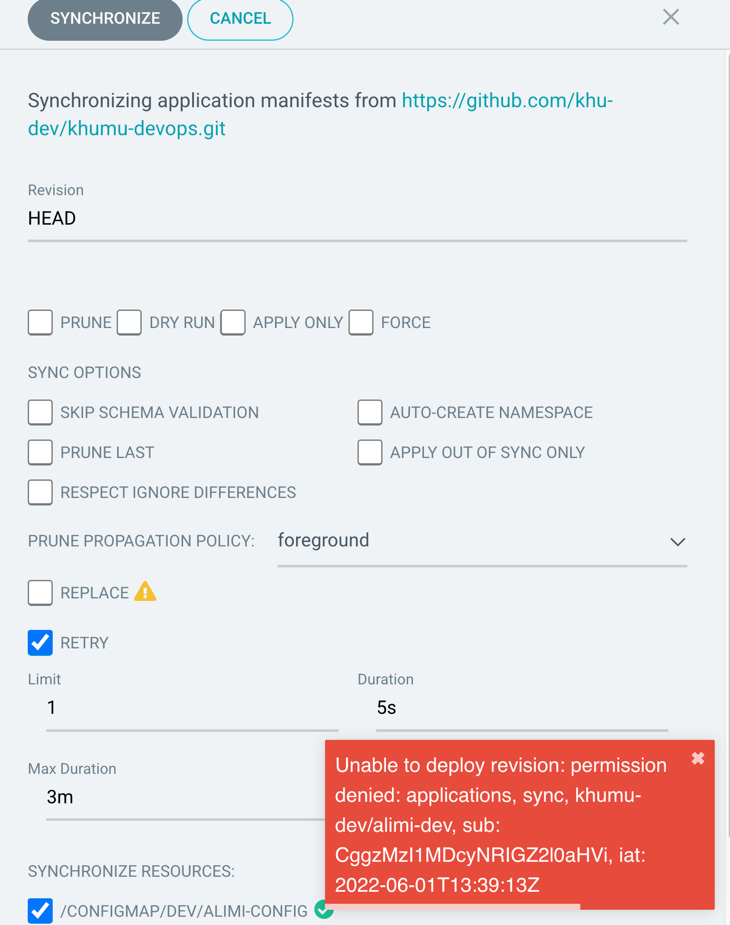 SYNCHRONIZE CANCEL
Synchronizing application manifests from https://github.com/khu-
dev/khumu-devops.git
Revision
HEAD
PRUNE DRY RUN APPLY ONLY FORCE
SYNC OPTIONS
SKIP SCHEMA VALIDATION AUTO-CREATE NAMESPACE
PRUNE LAST APPLY OUT OF SYNC ONLY
RESPECT IGNORE DIFFERENCES
PRUNE PROPAGATION POLICY: foreground
REPLACE
RETRY
Limit Duration
1 5s
Max Duration
3m
Unable to deploy revision: permission
denied: applications, sync, khumu-
dev/alimi-dev, sub:
CggzMzI1MDcyNRIGZ2l0aHVi, iat:
2022-06-01T13:39:13Z
SYNCHRONIZE RESOURCES:
/CONFIGMAP/DEV/ALIMI-CONFIG